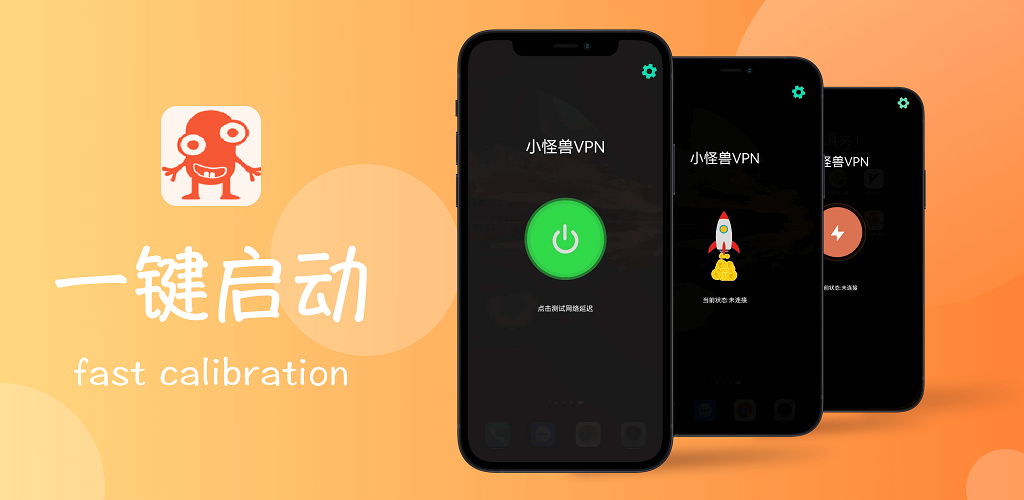 一键启动
fast calibration
小怪兽VPN
点击测试网络延迟
小怪兽VPN
当前状态:未连接
怪兽VPN
前状态:未连接